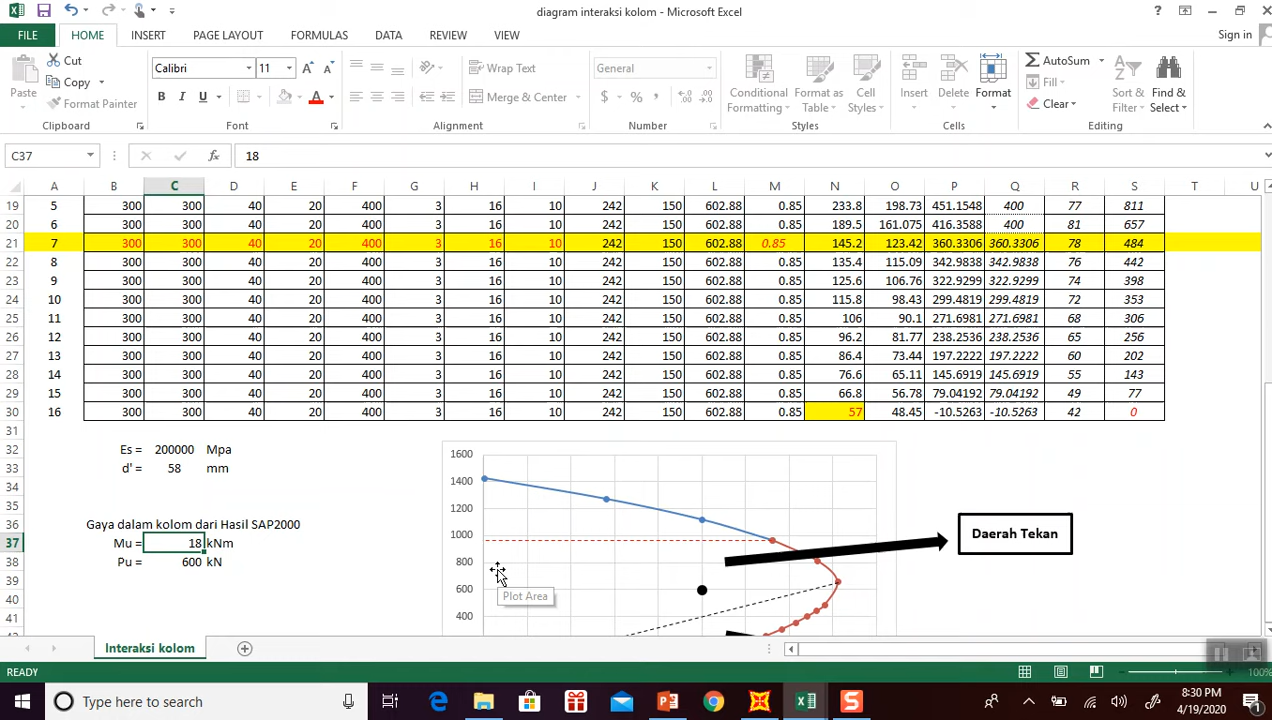 diagram interaksi kolom - Microsoft Excel
?
FILE HOME INSERT PAGE LAYOUT FORMULAS DATA REVIEW VIEW Sign in
Paste Cut Copy Format Painter
Calibri 11 A A
B I U A
Wrap Text
Merge & Center
General
$ % ,
Conditional Formatting
Format as Table
Cell Styles
Insert Delete Format
AutoSum
Fill
Clear
Sort & Filter
Find & Select
Clipboard Font Alignment Number Styles Cells Editing
C37 fx 18
A B C D E F G H I J K L M N O P Q R S T U
19 5 300 300 40 20 400 3 16 10 242 150 602.88 0.85 233.8 198.73 451.1548 400 77 811
20 6 300 300 40 20 400 3 16 10 242 150 602.88 0.85 189.5 161.075 416.3588 400 81 657
21 7 300 300 40 20 400 3 16 10 242 150 602.88 0.85 145.2 123.42 360.3306 360.3306 78 484
22 8 300 300 40 20 400 3 16 10 242 150 602.88 0.85 135.4 115.09 342.9838 342.9838 76 442
23 9 300 300 40 20 400 3 16 10 242 150 602.88 0.85 125.6 106.76 322.9299 322.9299 74 398
24 10 300 300 40 20 400 3 16 10 242 150 602.88 0.85 115.8 98.43 299.4819 299.4819 72 353
25 11 300 300 40 20 400 3 16 10 242 150 602.88 0.85 106 90.1 271.6981 271.6981 68 306
26 12 300 300 40 20 400 3 16 10 242 150 602.88 0.85 96.2 81.77 238.2536 238.2536 65 256
27 13 300 300 40 20 400 3 16 10 242 150 602.88 0.85 86.4 73.44 197.2222 197.2222 60 202
28 14 300 300 40 20 400 3 16 10 242 150 602.88 0.85 76.6 65.11 145.6919 145.6919 55 143
29 15 300 300 40 20 400 3 16 10 242 150 602.88 0.85 66.8 56.78 79.04192 79.04192 49 77
30 16 300 300 40 20 400 3 16 10 242 150 602.88 0.85 57 48.45 -10.5263 -10.5263 42 0
31
32 Es = 200000 Mpa
33 d' = 58 mm
34
35
36 Gaya dalam kolom dari Hasil SAP2000
37 Mu = 18 kNm
38 Pu = 600 kN
39
40
41
1600
1400
1200
1000
800
600
400
Plot Area
Daerah Tekan
Interaksi kolom
READY
100%
Type here to search
8:30 PM
4/19/2020
1